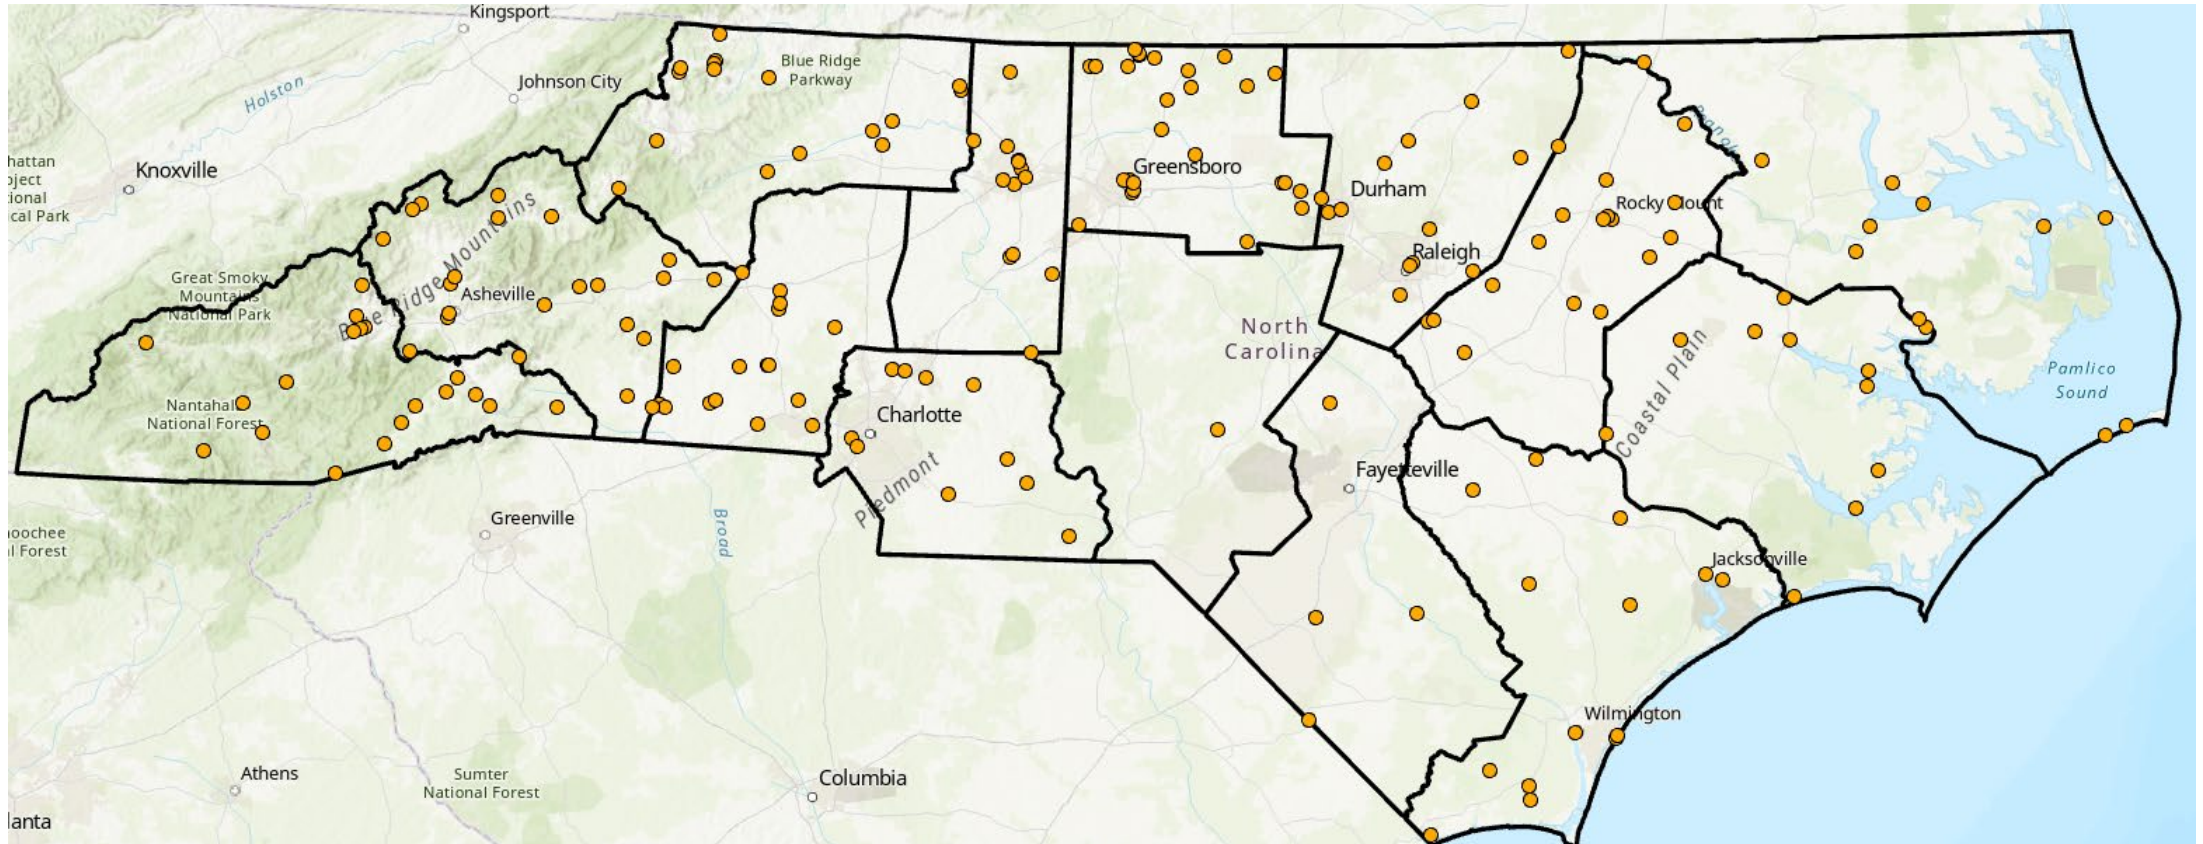 Kingsport
Blue Ridge
Parkway
Johnson City
Holston
Knoxville
hattan
oject
tional
ical Park
Greensboro
Durham
Rocky Mount
Raleigh
Great Smoky
Mountains
National Park
Blue Ridge Mountains
Asheville
North
Carolina
Coastal Plain
Pamlico
Sound
Nantahala
National Forest
Charlotte
Piedmont
Fayetteville
Greenville
Broad
oochee
l Forest
Jacksonville
Wilmington
Athens
Sumter
National Forest
Columbia
lanta